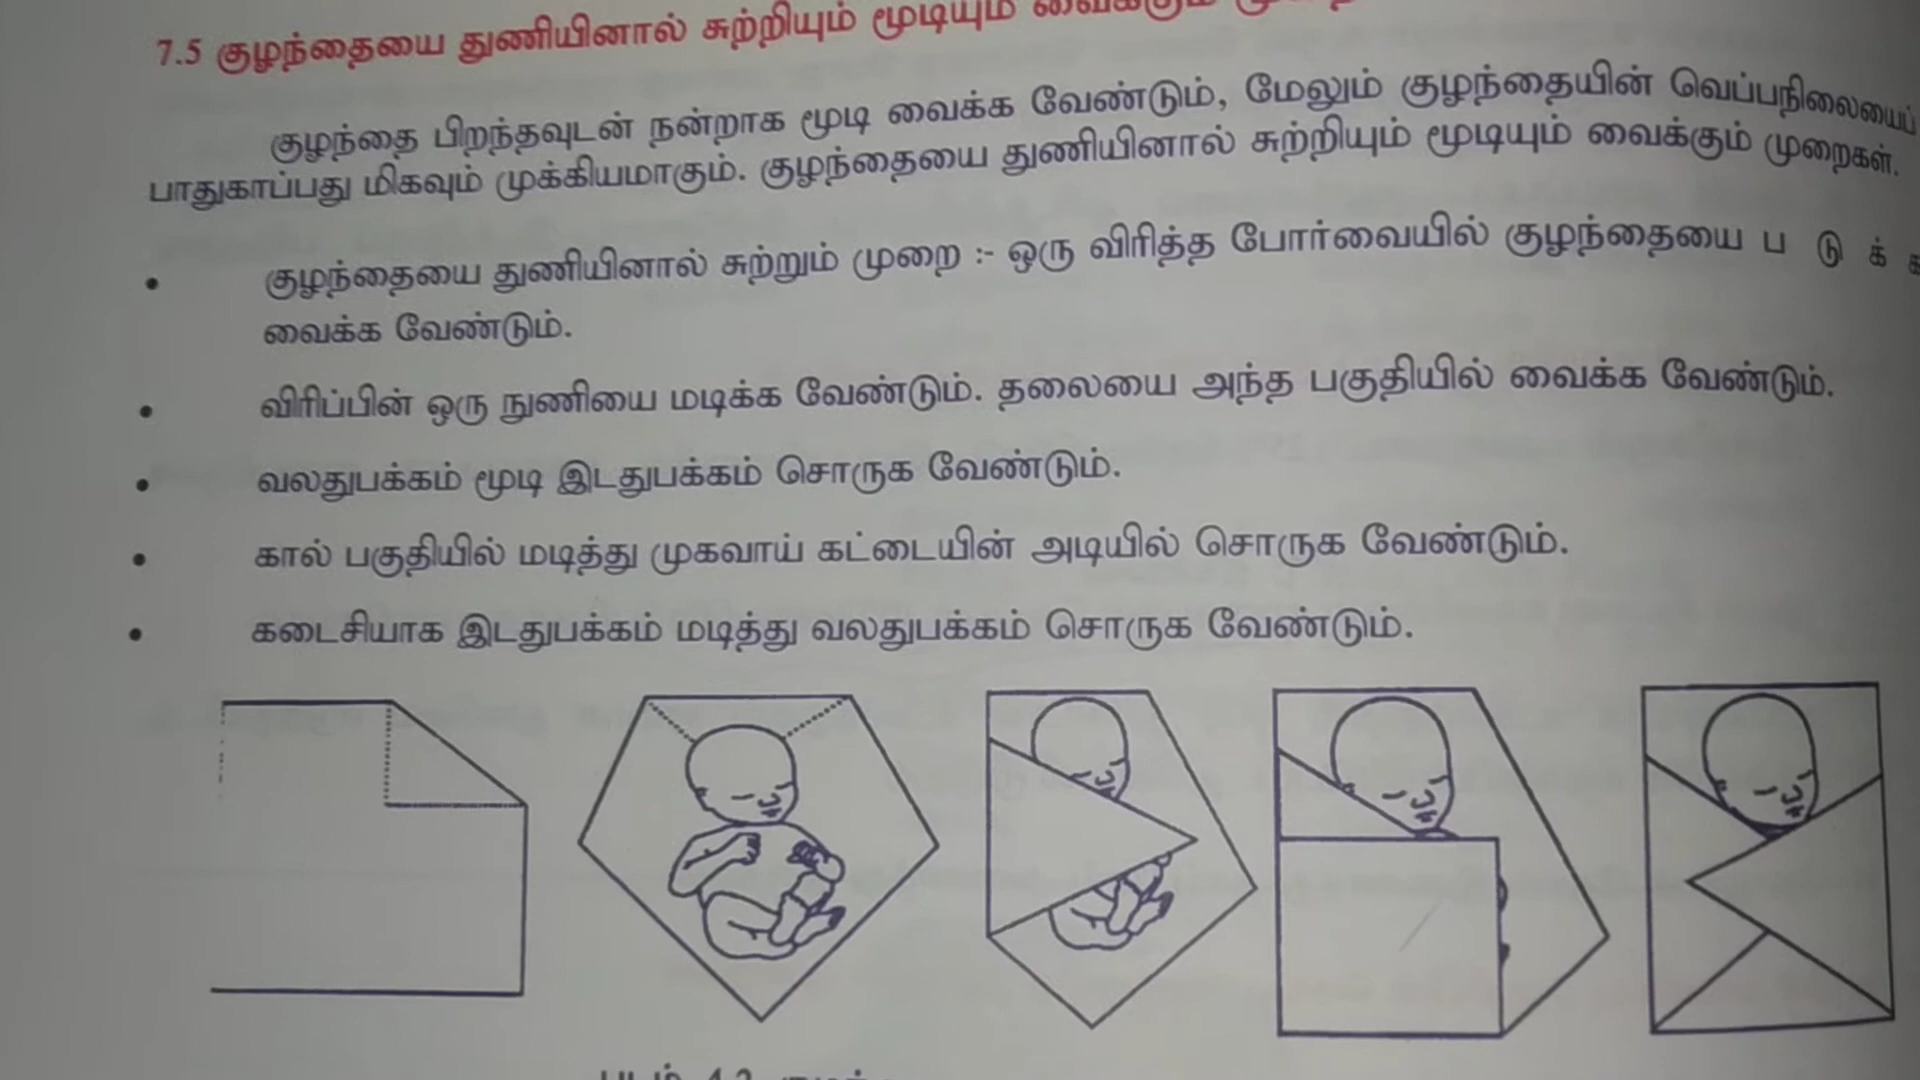 7.5 குழந்தையை துணியினால் சுற்றியும் மூடியும் வைக்கும்
குழந்தை பிறந்தவுடன் நன்றாக மூடி வைக்க வேண்டும், மேலும் குழந்தையின் வெப்பநிலையைப்
பாதுகாப்பது மிகவும் முக்கியமாகும். குழந்தையை துணியினால் சுற்றியும் மூடியும் வைக்கும் முறைகள்.
• குழந்தையை துணியினால் சுற்றும் முறை :- ஒரு விரித்த போர்வையில் குழந்தையை ப டு க் க
வைக்க வேண்டும்.
• விரிப்பின் ஒரு நுணியை மடிக்க வேண்டும். தலையை அந்த பகுதியில் வைக்க வேண்டும்.
• வலதுபக்கம் மூடி இடதுபக்கம் சொருக வேண்டும்.
• கால் பகுதியில் மடித்து முகவாய் கட்டையின் அடியில் சொருக வேண்டும்.
• கடைசியாக இடதுபக்கம் மடித்து வலதுபக்கம் சொருக வேண்டும்.